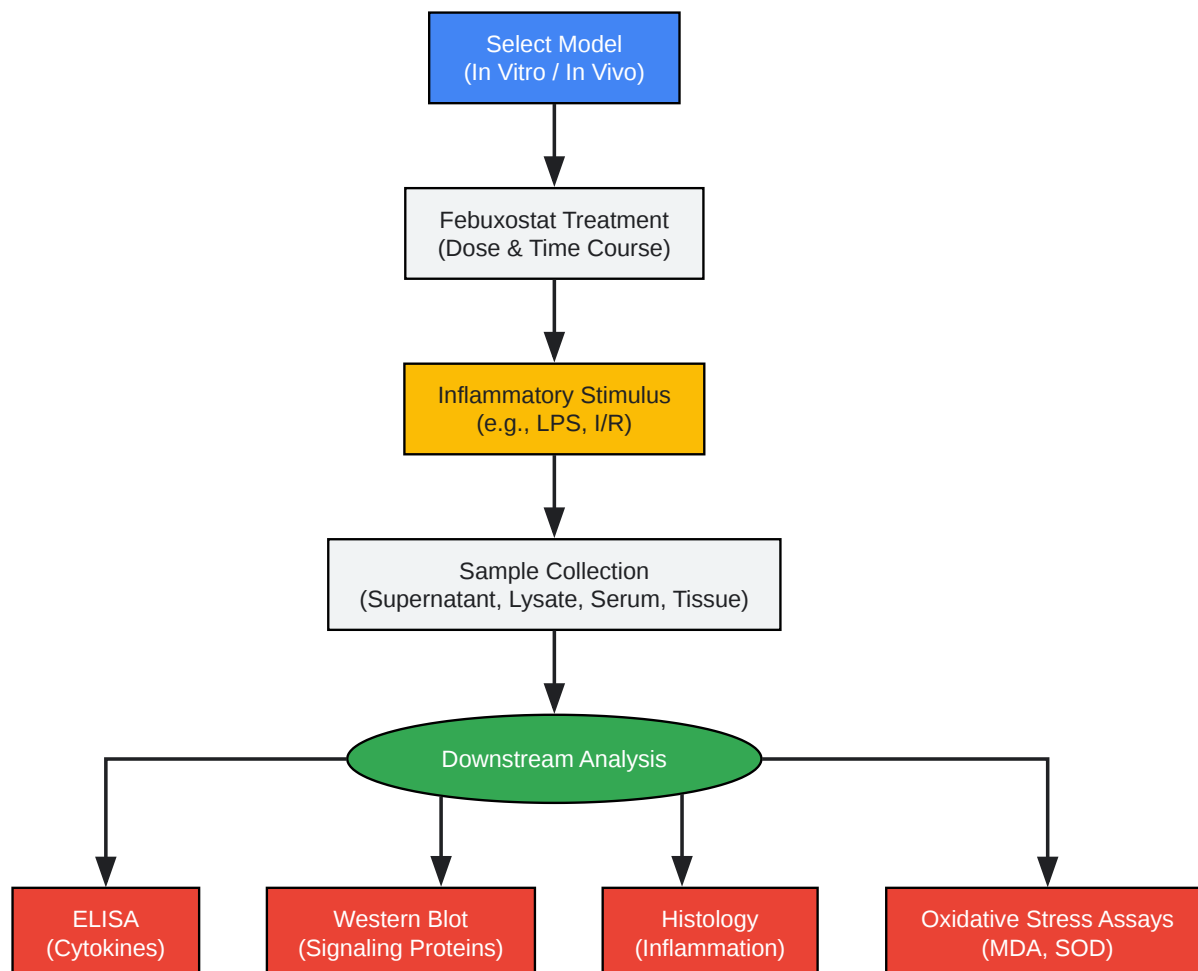 Select Model
(In Vitro / In Vivo)
Febuxostat Treatment
(Dose & Time Course)
Inflammatory Stimulus
(e.g., LPS, I/R)
Sample Collection
(Supernatant, Lysate, Serum, Tissue)
Downstream Analysis
ELISA
(Cytokines)
Western Blot
(Signaling Proteins)
Histology
(Inflammation)
Oxidative Stress Assays
(MDA, SOD)